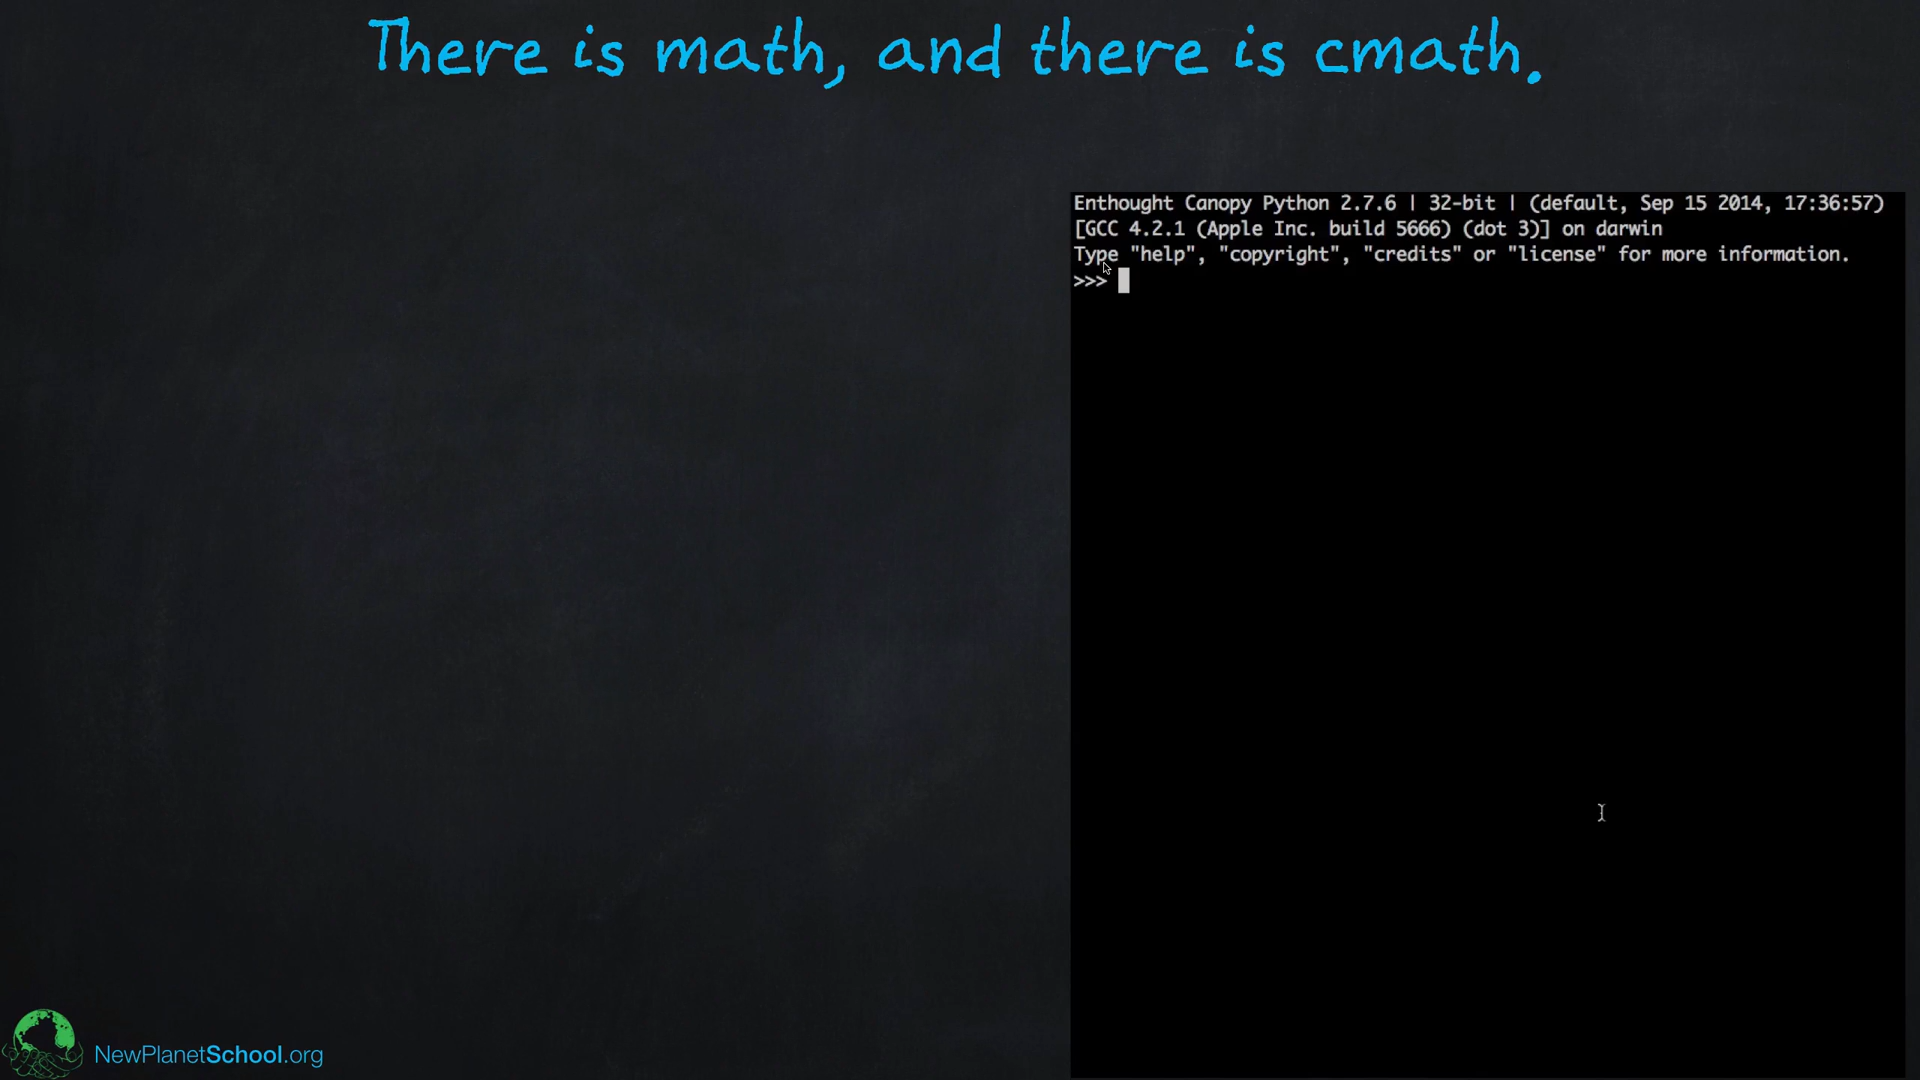 There is math, and there is cmath.
Enthought Canopy Python 2.7.6 | 32-bit | (default, Sep 15 2014, 17:36:57)
[GCC 4.2.1 (Apple Inc. build 5666) (dot 3)] on darwin
Type "help", "copyright", "credits" or "license" for more information.
>>>
NewPlanetSchool.org